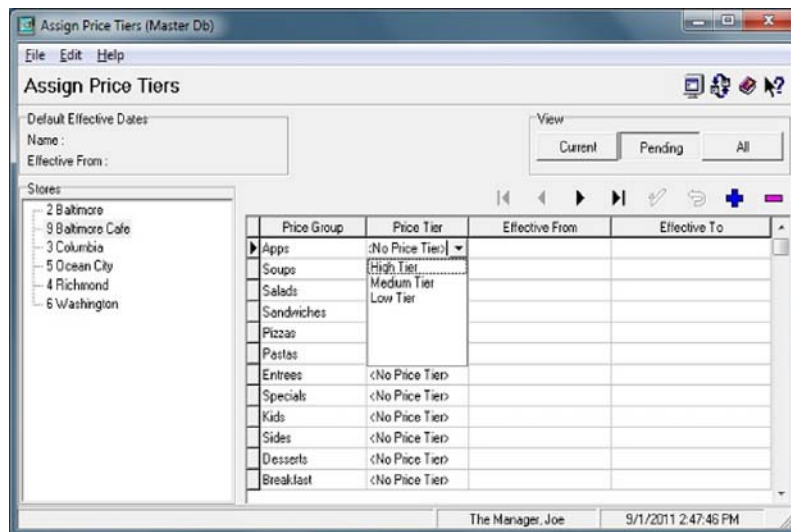 Assign Price Tiers (Master Db)
File Edit Help
Assign Price Tiers
Default Effective Dates
Name :
Effective From :
View
Current Pending All
Stores
2 Baltimore
9 Baltimore Cafe
3 Columbia
5 Ocean City
4 Richmond
6 Washington
Price Group Price Tier Effective From Effective To
Apps <No Price Tier>
High Tier
Medium Tier
Low Tier
Soups
Salads
Sandwiches
Pizzas
Pastas
Entrees <No Price Tier>
Specials <No Price Tier>
Kids <No Price Tier>
Sides <No Price Tier>
Desserts <No Price Tier>
Breakfast <No Price Tier>
The Manager, Joe 9/1/2011 2:47:46 PM